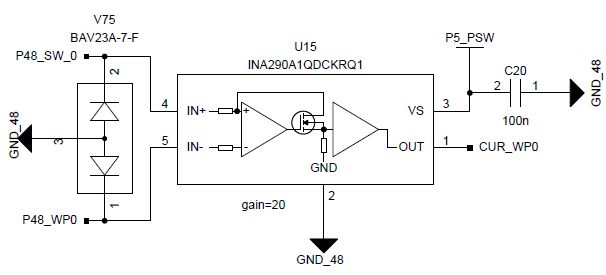 V75
BAV23A-7-F
P48_SW_0
2
3
GND_48
1
P48_WP0
U15
INA290A1QDCKRQ1
4
IN+
+
5
IN-
-
GND
VS
3
OUT
1
CUR_WP0
gain=20
2
GND_48
P5_PSW
C20
2
1
100n
GND_48